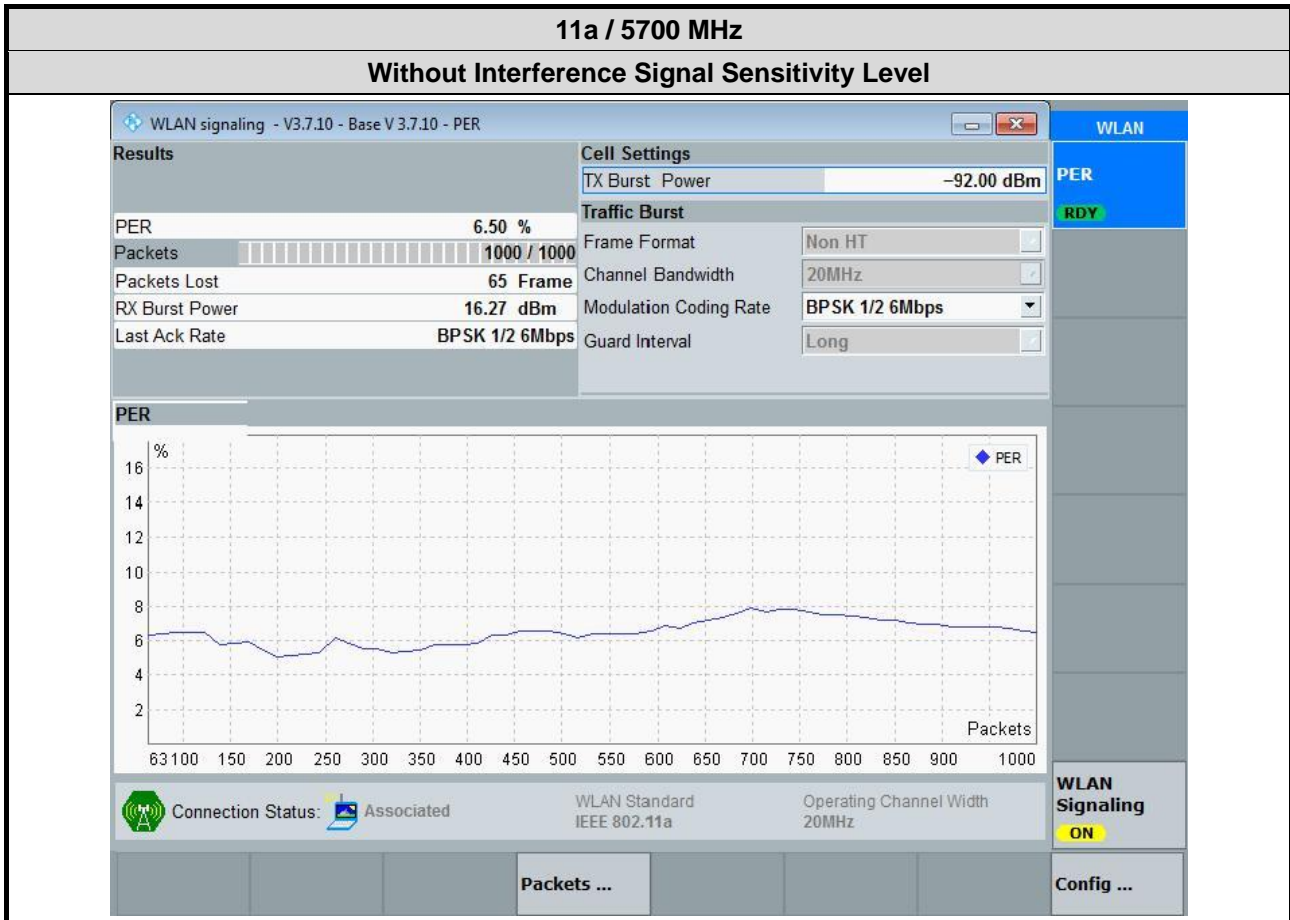 11a / 5700 MHz
Without Interference Signal Sensitivity Level
WLAN signaling - V3.7.10 - Base V 3.7.10 - PER
WLAN
Results
Cell Settings
TX Burst Power −92.00 dBm
PER
RDY
Traffic Burst
PER 6.50 %
Frame Format Non HT
Packets 1000 / 1000
Channel Bandwidth 20MHz
Packets Lost 65 Frame
RX Burst Power 16.27 dBm
Modulation Coding Rate BPSK 1/2 6Mbps
Last Ack Rate BPSK 1/2 6Mbps
Guard Interval Long
PER
%
PER
16
14
12
10
8
6
4
2
Packets
63 100 150 200 250 300 350 400 450 500 550 600 650 700 750 800 850 900 1000
Connection Status: Associated
WLAN Standard
IEEE 802.11a
Operating Channel Width
20MHz
WLAN
Signaling
ON
Packets ...
Config ...